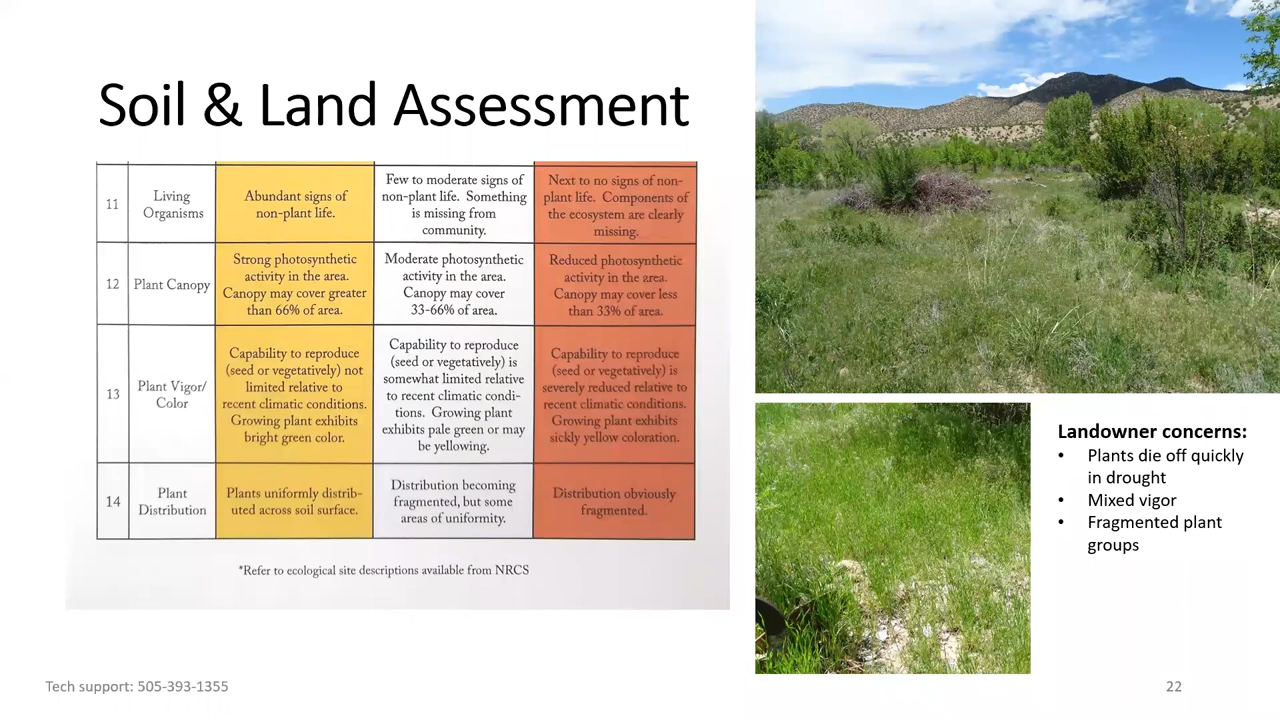 Soil & Land Assessment
11
Living
Organisms
Abundant signs of
non-plant life.
Few to moderate signs of
non-plant life. Something
is missing from
community.
Next to no signs of non-
plant life. Components of
the ecosystem are clearly
missing.
12
Plant Canopy
Strong photosynthetic
activity in the area.
Canopy may cover greater
than 66% of area.
Moderate photosynthetic
activity in the area.
Canopy may cover
33-66% of area.
Reduced photosynthetic
activity in the area.
Canopy may cover less
than 33% of area.
13
Plant Vigor/
Color
Capability to reproduce
(seed or vegetatively) not
limited relative to
recent climatic conditions.
Growing plant exhibits
bright green color.
Capability to reproduce
(seed or vegetatively) is
somewhat limited relative
to recent climatic condi-
tions. Growing plant
exhibits pale green or may
be yellowing.
Capability to reproduce
(seed or vegetatively) is
severely reduced relative to
recent climatic conditions.
Growing plant exhibits
sickly yellow coloration.
14
Plant
Distribution
Plants uniformly distrib-
uted across soil surface.
Distribution becoming
fragmented, but some
areas of uniformity.
Distribution obviously
fragmented.
*Refer to ecological site descriptions available from NRCS
Landowner concerns:
• Plants die off quickly
in drought
• Mixed vigor
• Fragmented plant
groups
Tech support: 505-393-1355
22